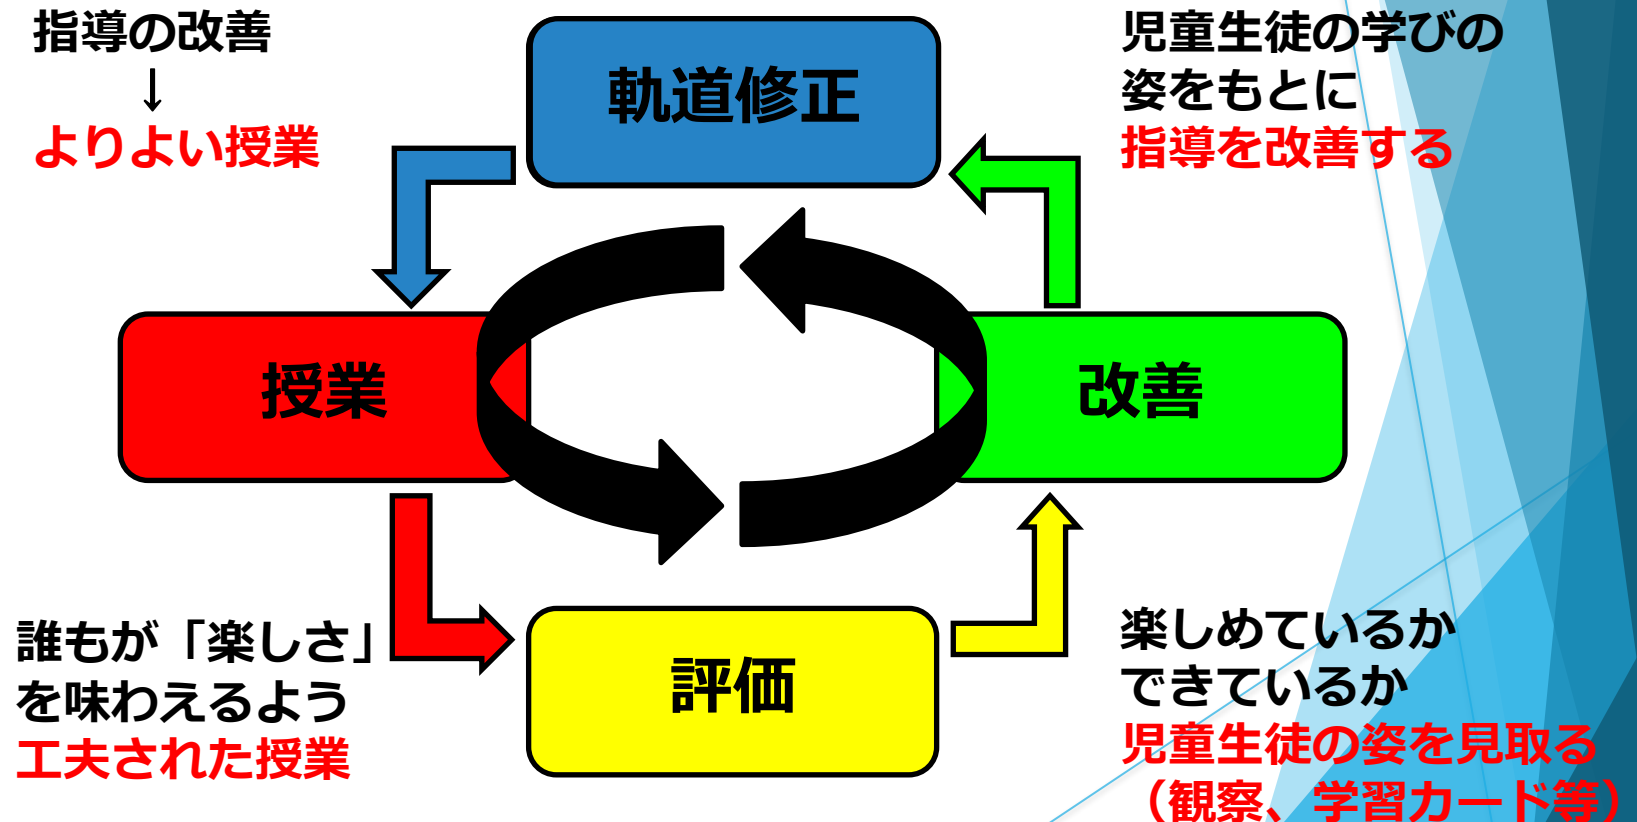 指導の改善
↓
よりよい授業
軌道修正
児童生徒の学びの
姿をもとに
指導を改善する
授業
改善
誰もが「楽しさ」
を味わえるよう
工夫された授業
評価
楽しめているか
できているか
児童生徒の姿を見取る
（観察、学習カード等）